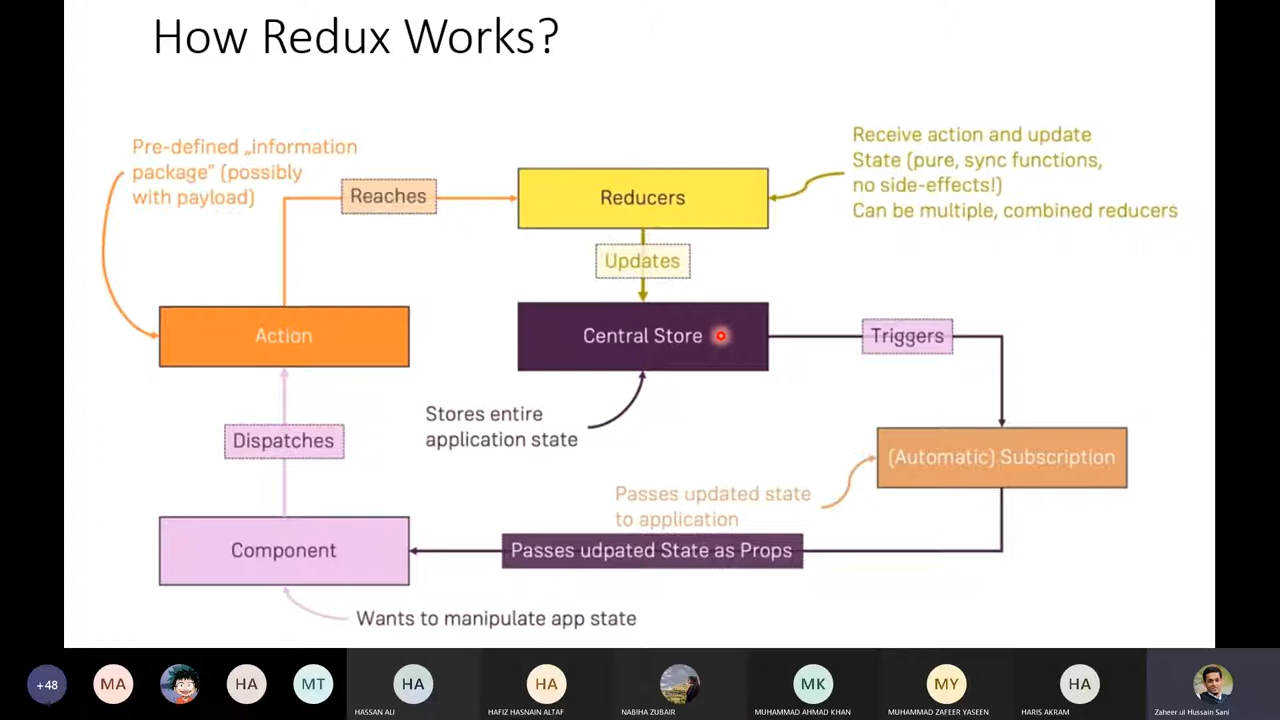 How Redux Works?
Pre-defined „information
package" (possibly
with payload)
Reaches
Reducers
Receive action and update
State (pure, sync functions,
no side-effects!)
Can be multiple, combined reducers
Updates
Action
Central Store
Triggers
Stores entire
application state
Dispatches
(Automatic) Subscription
Passes updated state
to application
Component
Passes udpated State as Props
Wants to manipulate app state
+48
MA
HA
MT
HA
HASSAN ALI
HA
HAFIZ HASNAIN ALTAF
NABIHA ZUBAIR
MK
MUHAMMAD AHMAD KHAN
MY
MUHAMMAD ZAFEER YASEEN
HA
HARIS AKRAM
Zaheer ul Hussain Sani